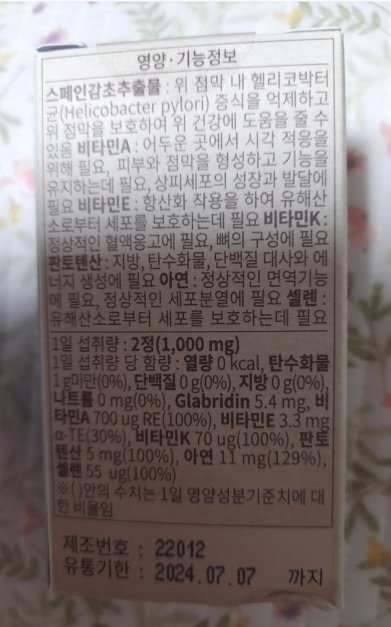 영양·기능정보
스페인감초추출물 : 위 점막 내 헬리코박터
균(Helicobacter pylori) 증식을 억제하고
위 점막을 보호하여 위 건강에 도움을 줄 수
있음 비타민A : 어두운 곳에서 시각 적응을
위해 필요, 피부와 점막을 형성하고 기능을
유지하는데 필요, 상피세포의 성장과 발달에
필요 비타민E : 항산화 작용을 하여 유해산
소로부터 세포를 보호하는데 필요 비타민K :
정상적인 혈액응고에 필요, 뼈의 구성에 필요
판토텐산 : 지방, 탄수화물, 단백질 대사와 에
너지 생성에 필요 아연 : 정상적인 면역기능
에 필요, 정상적인 세포분열에 필요 셀렌 :
유해산소로부터 세포를 보호하는데 필요
1일 섭취량 : 2정(1,000 mg)
1일 섭취량 당 함량 : 열량 0 kcal, 탄수화물
1 g미만(0%), 단백질 0 g(0%), 지방 0 g(0%),
나트륨 0 mg(0%), Glabridin 5.4 mg, 비
타민A 700 ug RE(100%), 비타민E 3.3 mg
α-TE(30%), 비타민K 70 ug(100%), 판토
텐산 5 mg(100%), 아연 11 mg(129%),
셀렌 55 ug(100%)
※( )안의 수치는 1일 영양성분기준치에 대
한 비율임
제조번호 : 22012
유통기한 : 2024.07.07 까지